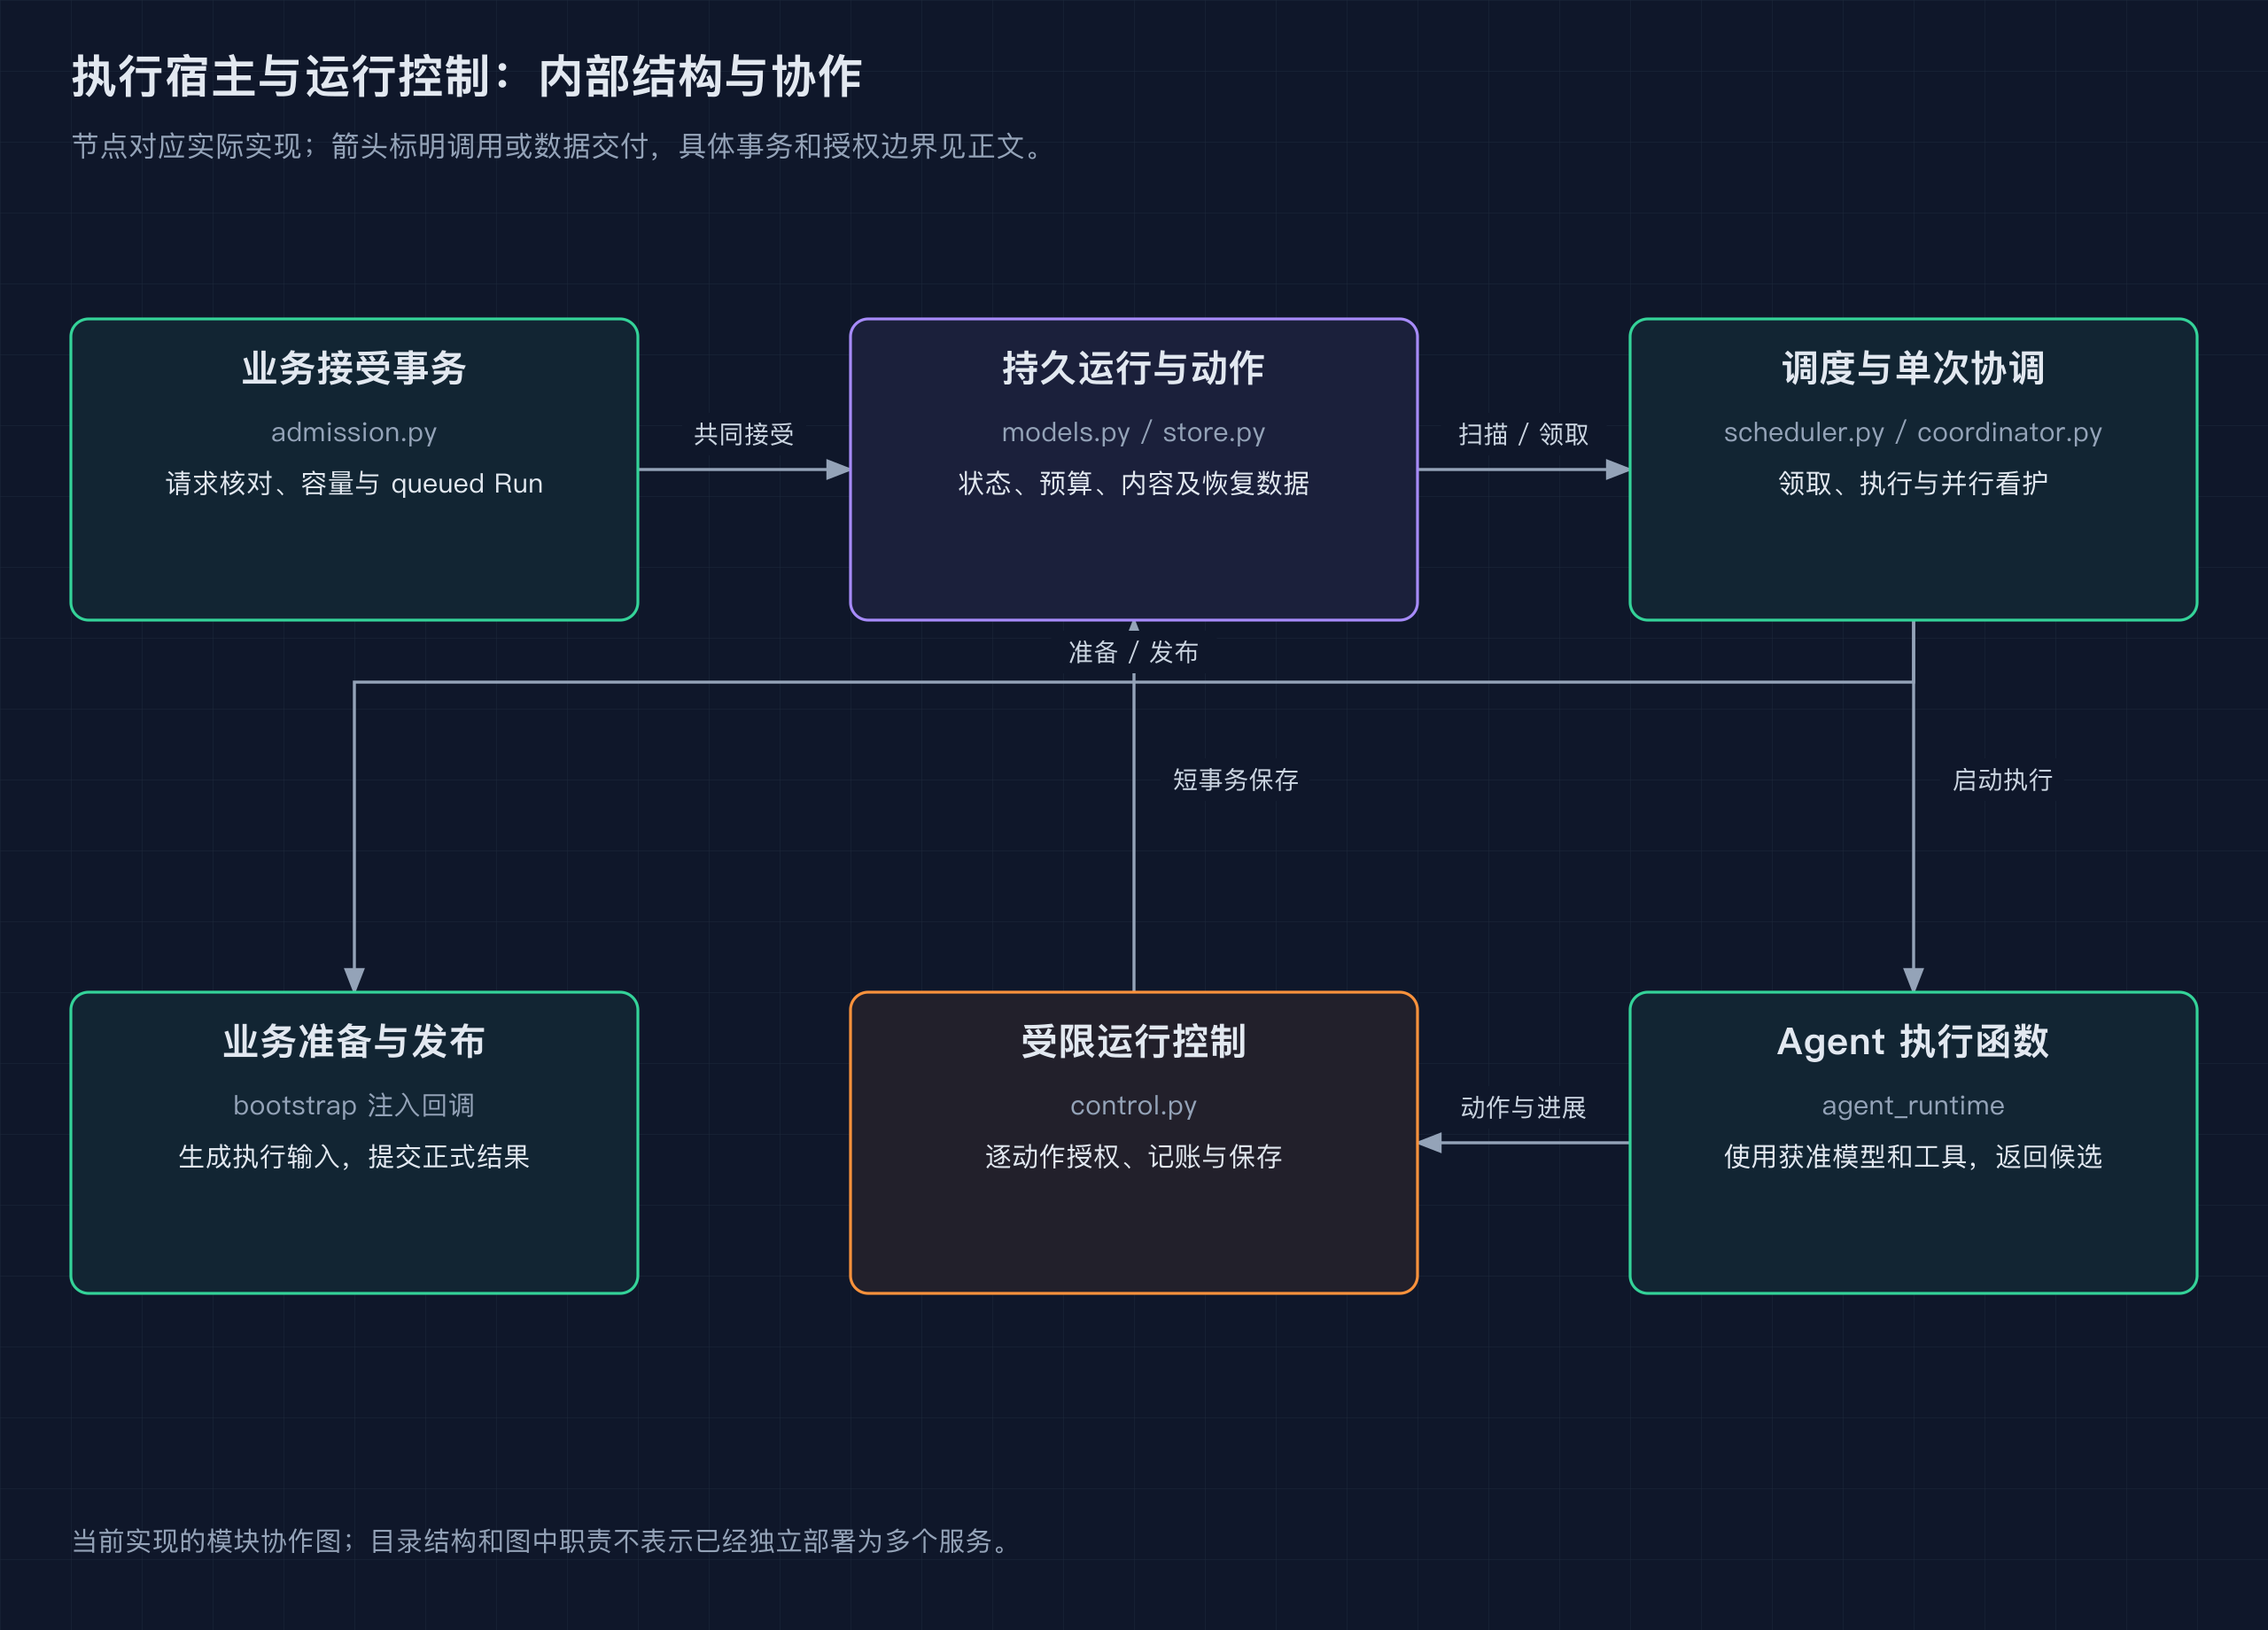 执行宿主与运行控制：内部结构与协作
节点对应实际实现；箭头标明调用或数据交付，具体事务和授权边界见正文。
业务接受事务
admission.py
请求核对、容量与 queued Run
共同接受
持久运行与动作
models.py / store.py
状态、预算、内容及恢复数据
扫描 / 领取
调度与单次协调
scheduler.py / coordinator.py
领取、执行与并行看护
准备 / 发布
短事务保存
启动执行
业务准备与发布
bootstrap 注入回调
生成执行输入，提交正式结果
受限运行控制
control.py
逐动作授权、记账与保存
动作与进展
Agent 执行函数
agent_runtime
使用获准模型和工具，返回候选
当前实现的模块协作图；目录结构和图中职责不表示已经独立部署为多个服务。